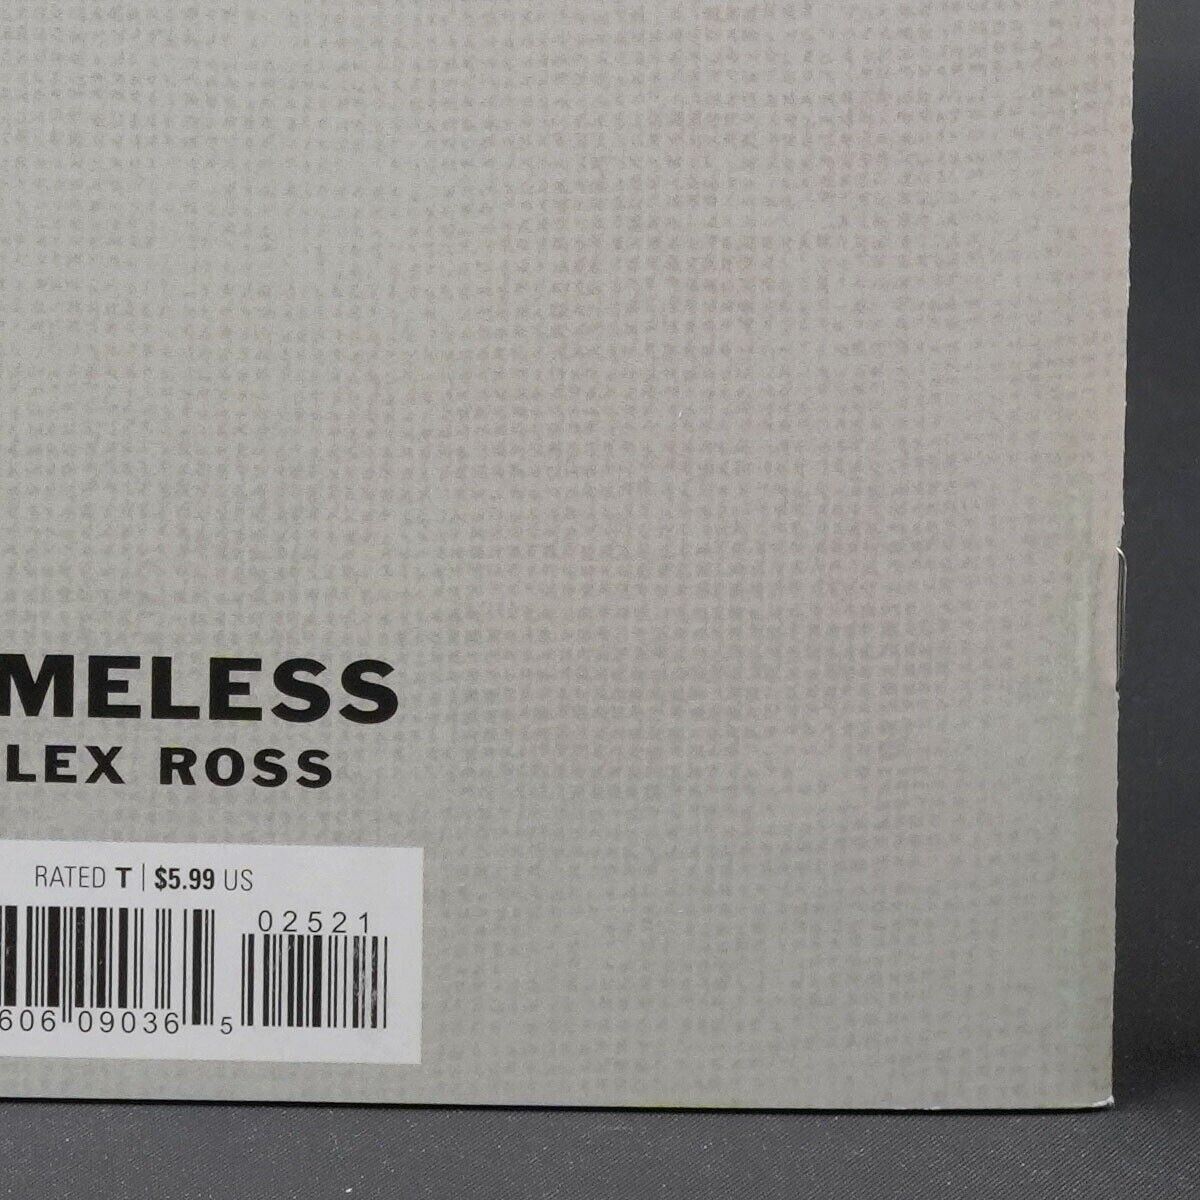 MELESS
LEX ROSS
RATED T | $5.99 US
02521
606 09036 5